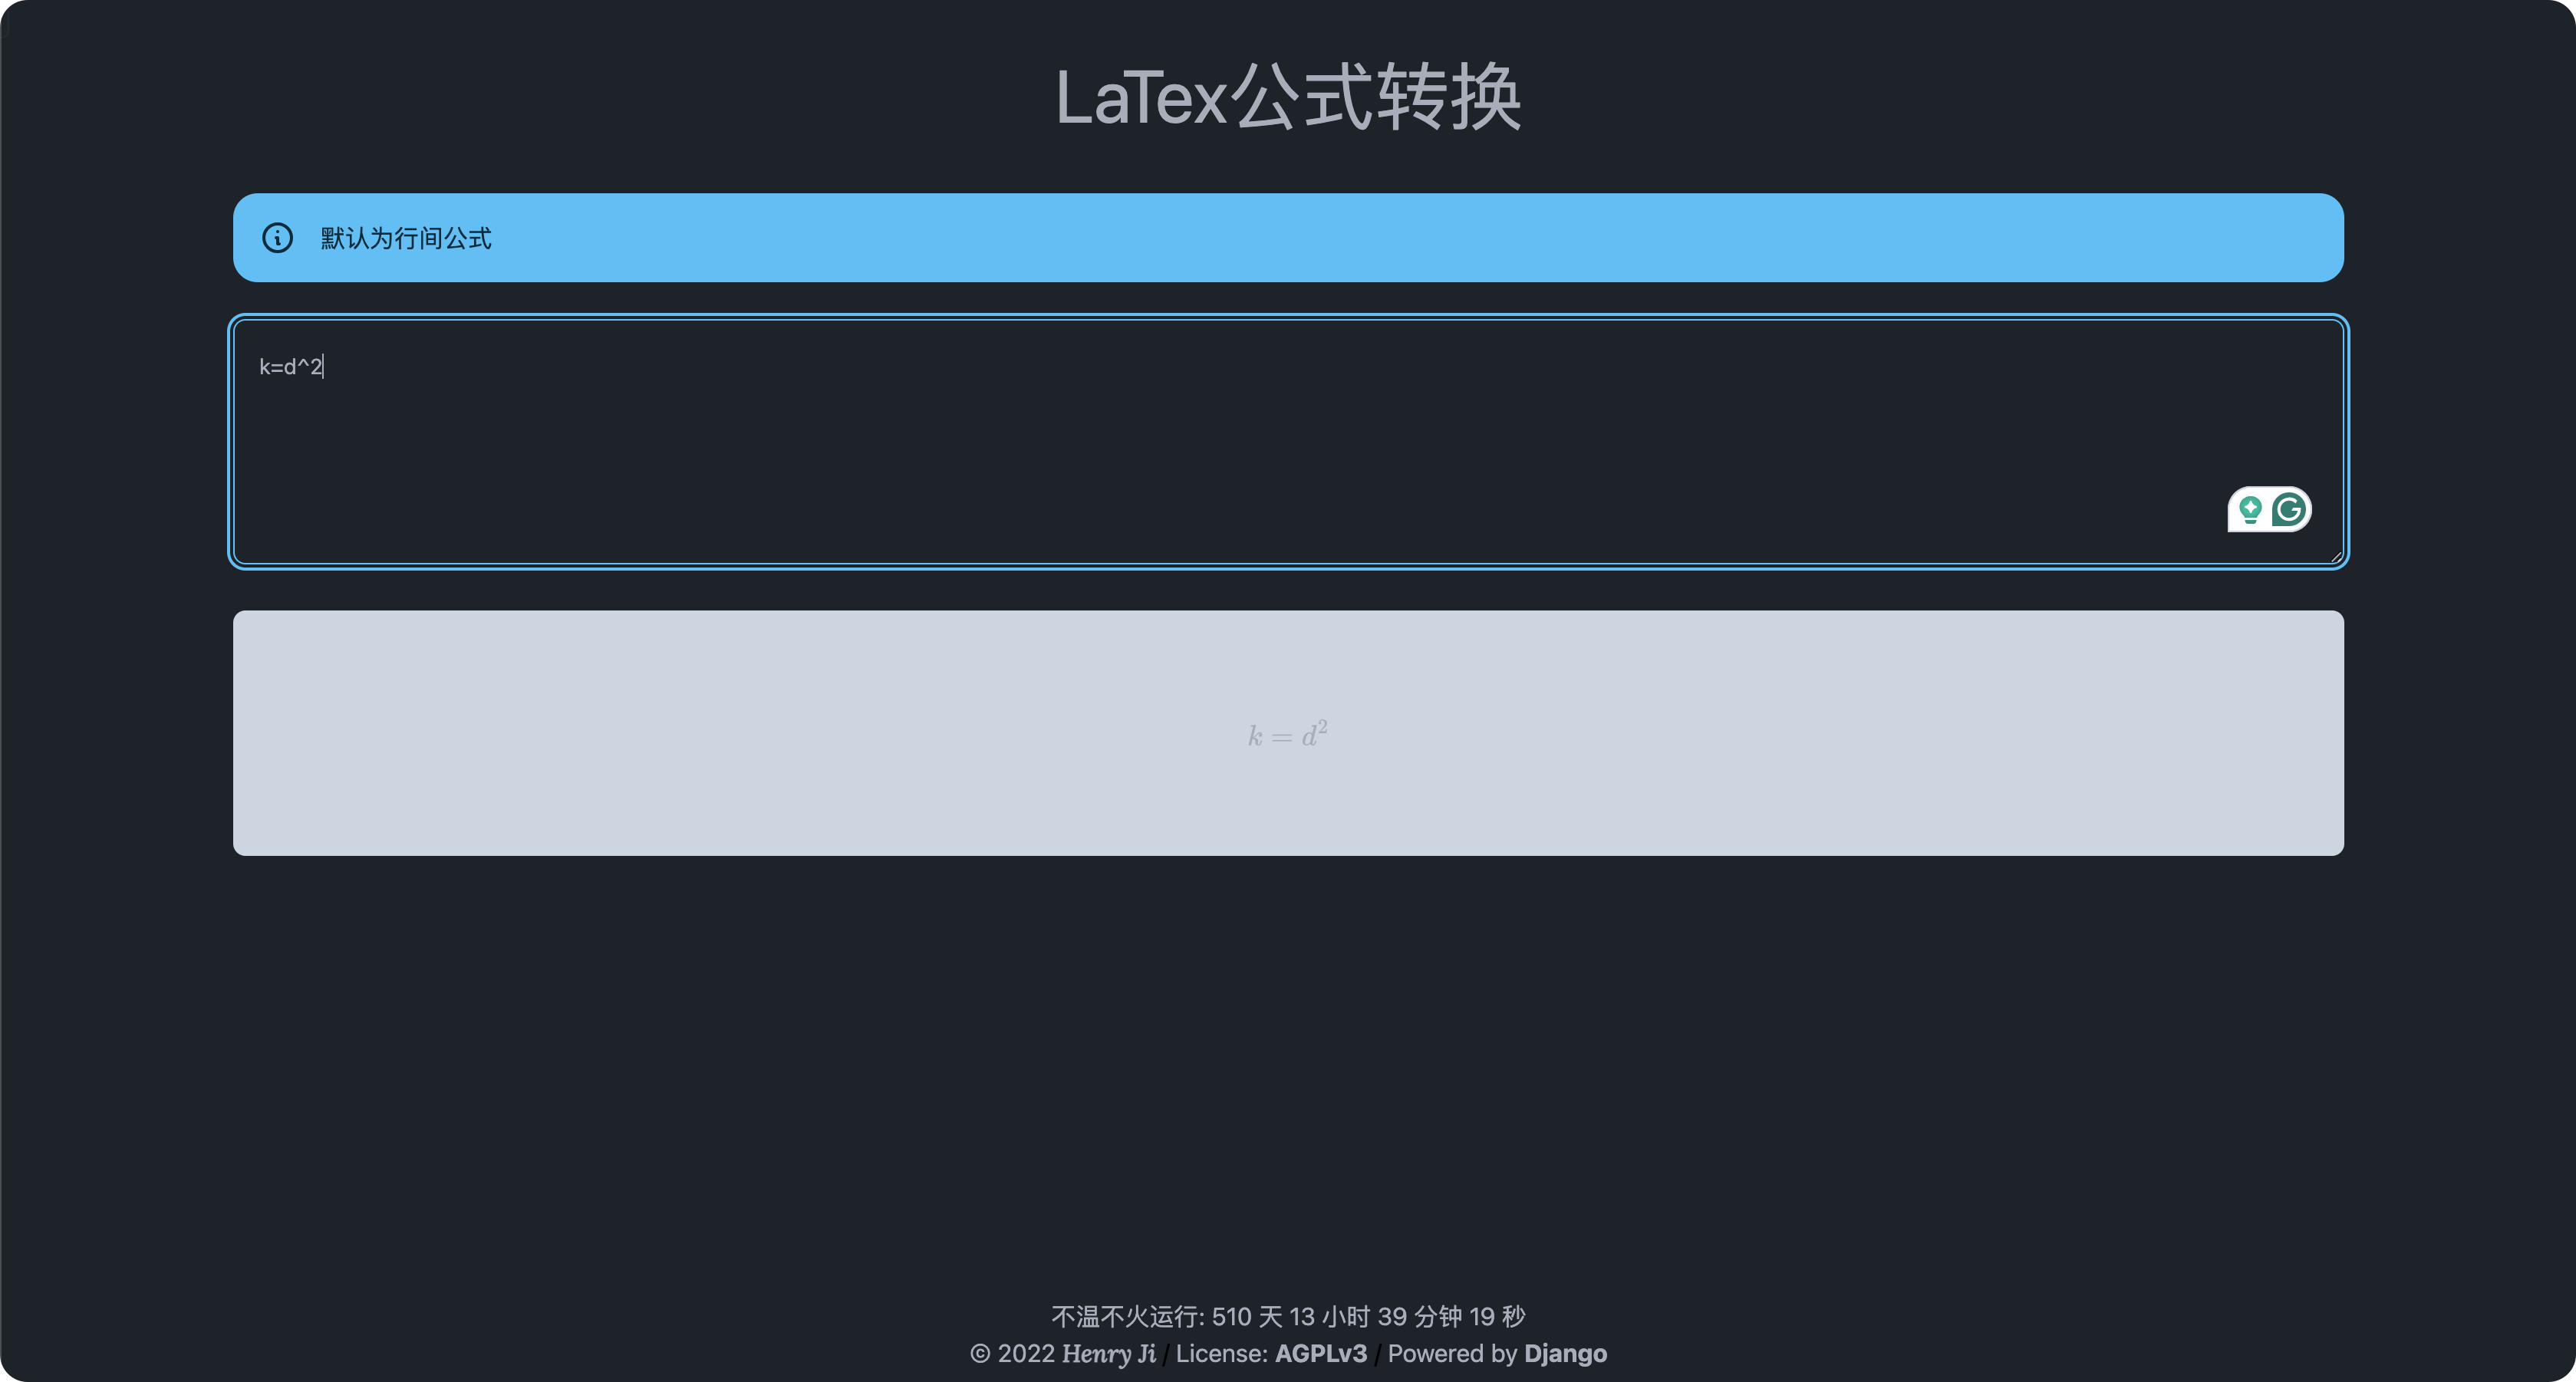 LaTex公式转换
默认为行间公式
k=d^2
k = d²
不温不火运行: 510 天 13 小时 39 分钟 19 秒
© 2022 Henry Ji / License: AGPLv3 / Powered by Django